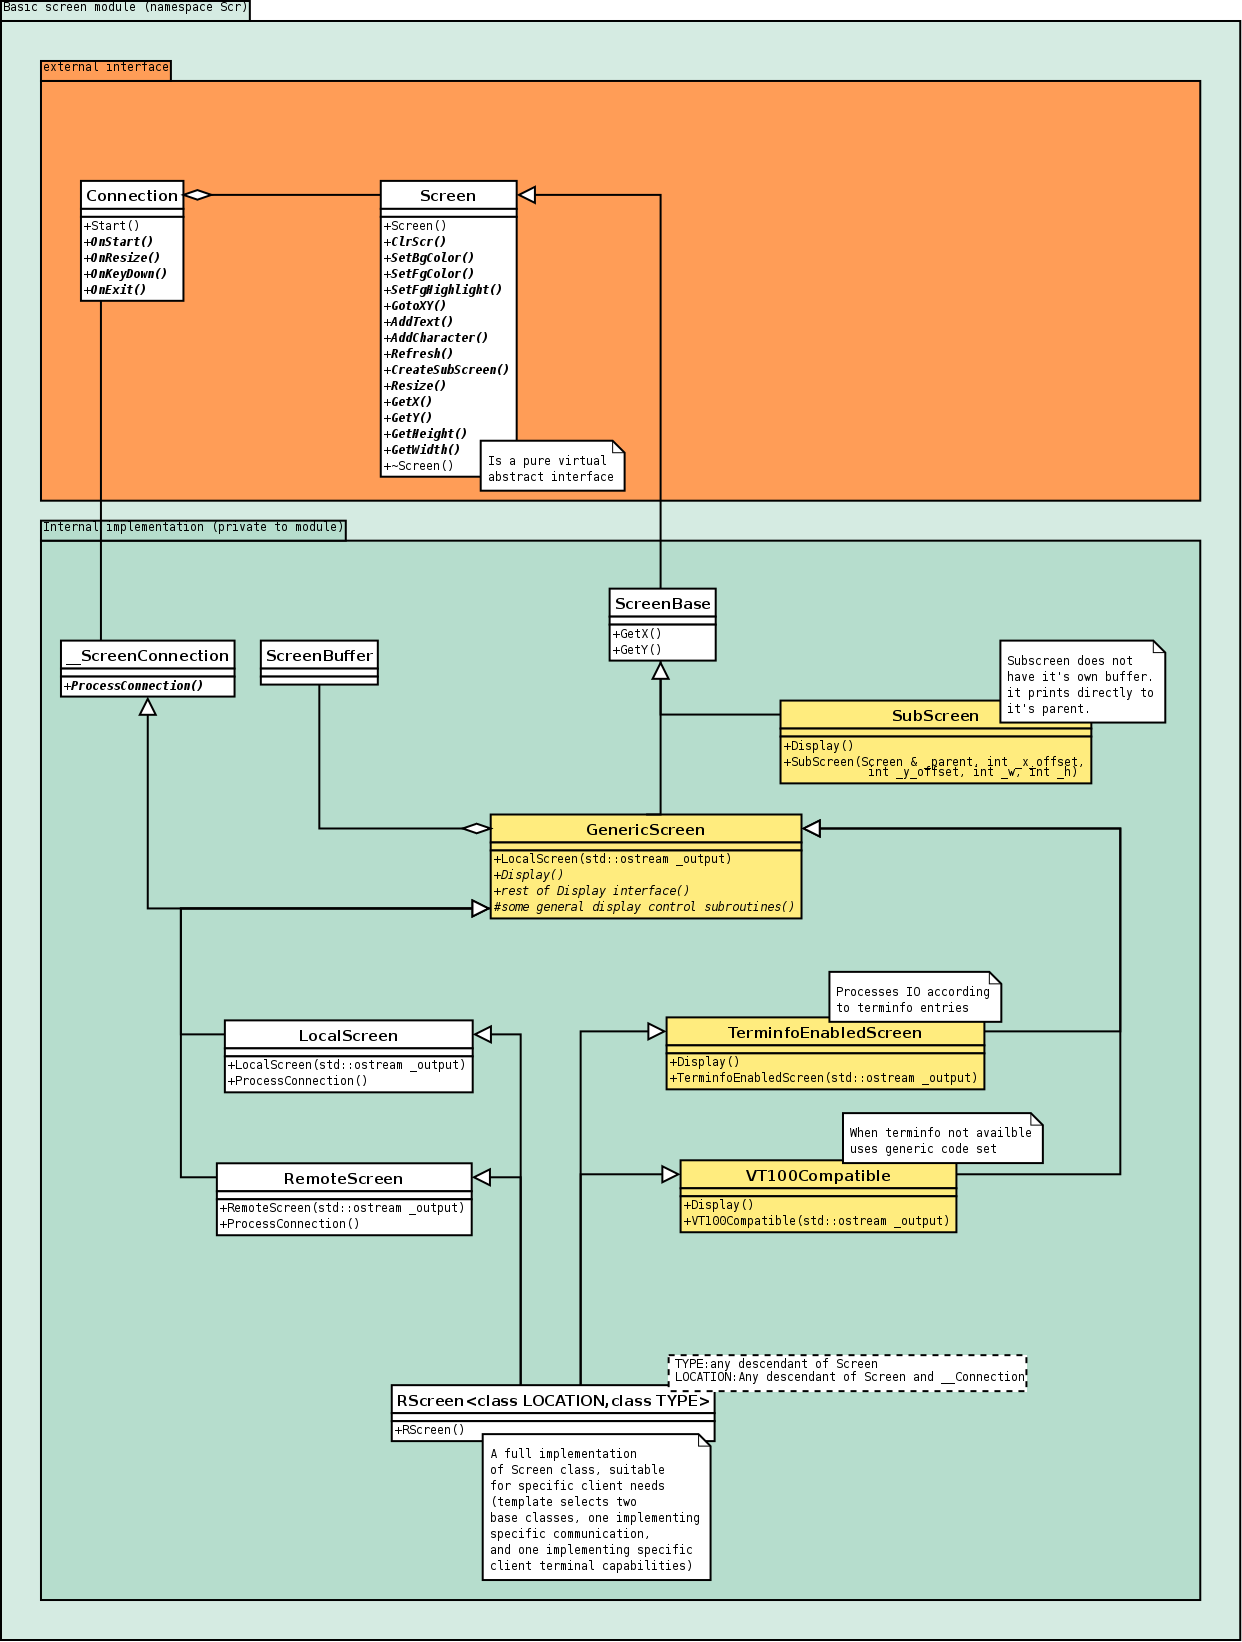 Basic screen module (namespace Scr)
external interface
Connection
+Start()
+OnStart()
+OnResize()
+OnKeyDown()
+OnExit()
Screen
+Screen()
+ClrScr()
+SetBgColor()
+SetFgColor()
+SetFgHighlight()
+GotoXY()
+AddText()
+AddCharacter()
+Refresh()
+CreateSubScreen()
+Resize()
+GetX()
+GetY()
+GetHeight()
+GetWidth()
+~Screen()
Is a pure virtual
abstract interface
Internal implementation (private to module)
ScreenBase
+GetX()
+GetY()
__ScreenConnection
+ProcessConnection()
ScreenBuffer
Subscreen does not
have it's own buffer.
it prints directly to
it's parent.
SubScreen
+Display()
+SubScreen(Screen & _parent, int _x_offset,
int _y_offset, int _w, int _h)
GenericScreen
+LocalScreen(std::ostream _output)
+Display()
+rest of Display interface()
#some general display control subroutines()
Processes IO according
to terminfo entries
LocalScreen
+LocalScreen(std::ostream _output)
+ProcessConnection()
TerminfoEnabledScreen
+Display()
+TerminfoEnabledScreen(std::ostream _output)
When terminfo not availble
uses generic code set
RemoteScreen
+RemoteScreen(std::ostream _output)
+ProcessConnection()
VT100Compatible
+Display()
+VT100Compatible(std::ostream _output)
TYPE:any descendant of Screen
LOCATION:Any descendant of Screen and __Connection
RScreen<class LOCATION,class TYPE>
+RScreen()
A full implementation
of Screen class, suitable
for specific client needs
(template selects two
base classes, one implementing
specific communication,
and one implementing specific
client terminal capabilities)